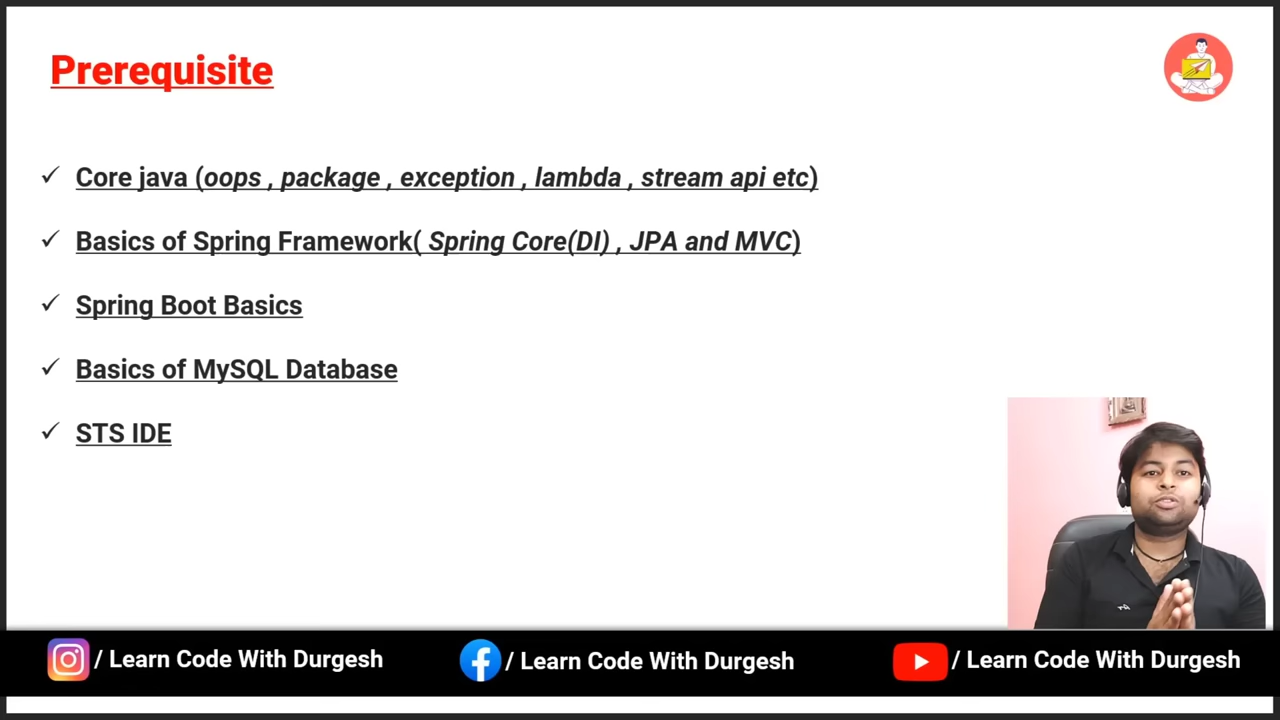 Prerequisite
✓ Core java (oops , package , exception , lambda , stream api etc)
✓ Basics of Spring Framework( Spring Core(DI) , JPA and MVC)
✓ Spring Boot Basics
✓ Basics of MySQL Database
✓ STS IDE
/ Learn Code With Durgesh / Learn Code With Durgesh / Learn Code With Durgesh